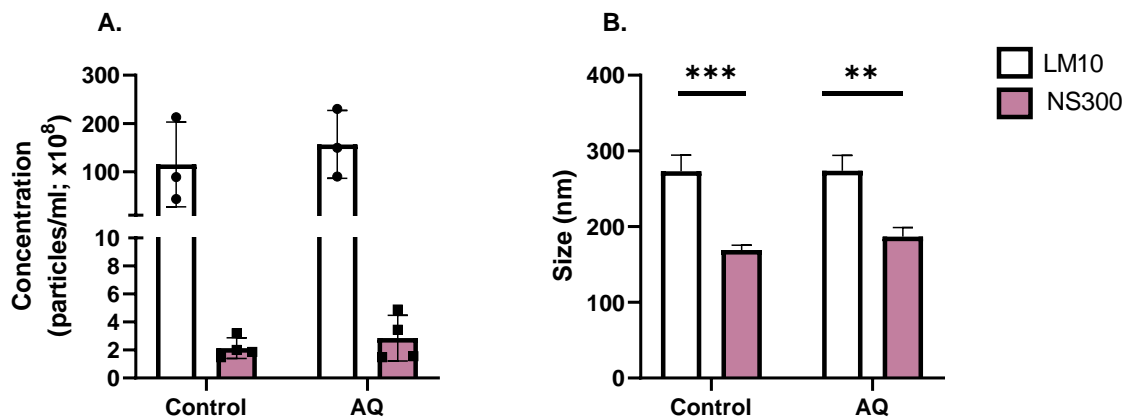 A.
Concentration
(particles/ml; x10⁸)
300
200
100
10
8
6
4
2
0
Control
AQ
B.
Size (nm)
400
300
200
100
0
***
**
Control
AQ
LM10
NS300